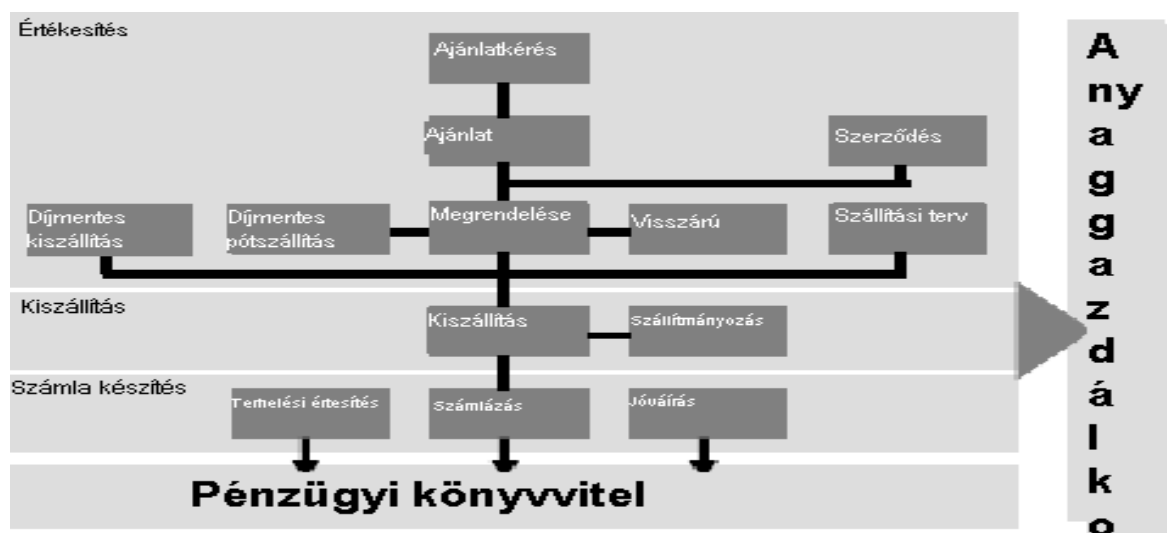 Értékesítés
Ajánlatkérés
Ajánlat
Szerződés
Díjmentes
kiszállítás
Díjmentes
pótszállítás
Megrendelése
Visszárú
Szállítási terv
Kiszállítás
Kiszállítás
Szállítmányozás
Számla készítés
Terhelési értesítés
Számlázás
Jóváírás
Pénzügyi könyvvitel
A
ny
a
g
g
a
z
d
á
l
k
o